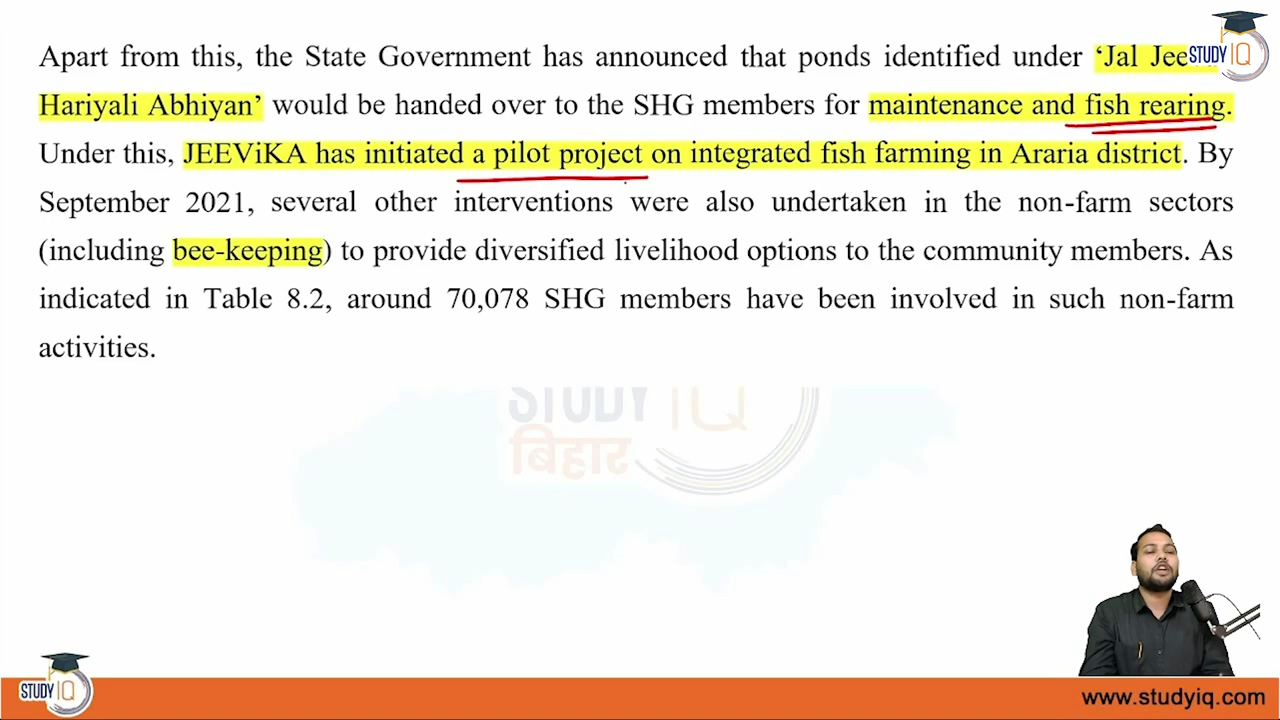 Apart from this, the State Government has announced that ponds identified under ‘Jal
Hariyali Abhiyan’ would be handed over to the SHG members for maintenance and fish rearing.
Under this, JEEViKA has initiated a pilot project on integrated fish farming in Araria district. By
September 2021, several other interventions were also undertaken in the non-farm sectors
(including bee-keeping) to provide diversified livelihood options to the community members. As
indicated in Table 8.2, around 70,078 SHG members have been involved in such non-farm
activities.
STUDY IQ
STUDY IQ
बिहार
STUDY IQ
www.studyiq.com